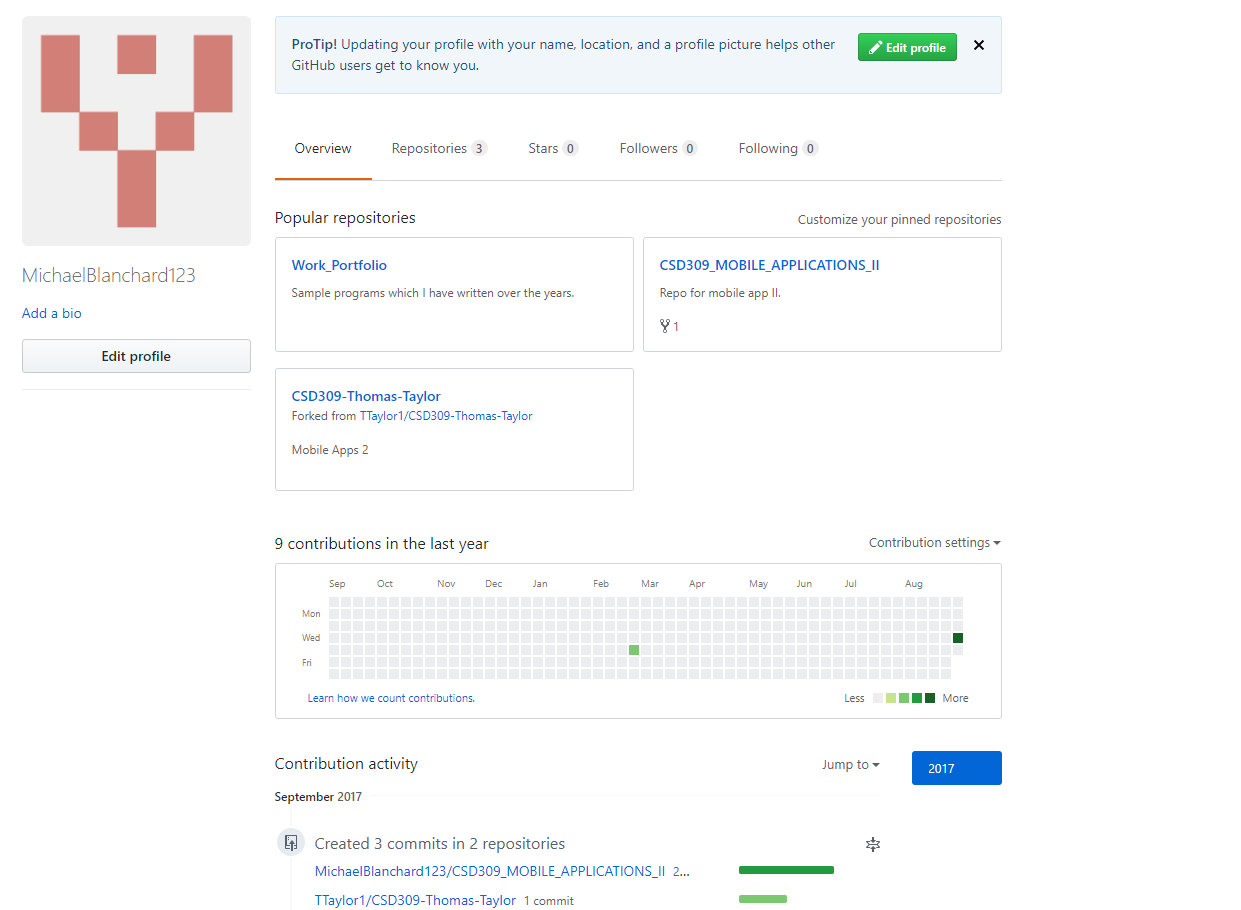 ProTip! Updating your profile with your name, location, and a profile picture helps other
GitHub users get to know you.
Edit profile
Overview Repositories 3 Stars 0 Followers 0 Following 0
MichaelBlanchard123
Add a bio
Edit profile
Popular repositories
Customize your pinned repositories
Work_Portfolio
Sample programs which I have written over the years.
CSD309_MOBILE_APPLICATIONS_II
Repo for mobile app II.
1
CSD309-Thomas-Taylor
Forked from TTaylor1/CSD309-Thomas-Taylor
Mobile Apps 2
9 contributions in the last year
Contribution settings
Sep Oct Nov Dec Jan Feb Mar Apr May Jun Jul Aug
Mon
Wed
Fri
Learn how we count contributions.
Less More
Contribution activity
Jump to
2017
September 2017
Created 3 commits in 2 repositories
MichaelBlanchard123/CSD309_MOBILE_APPLICATIONS_II 2...
TTaylor1/CSD309-Thomas-Taylor 1 commit